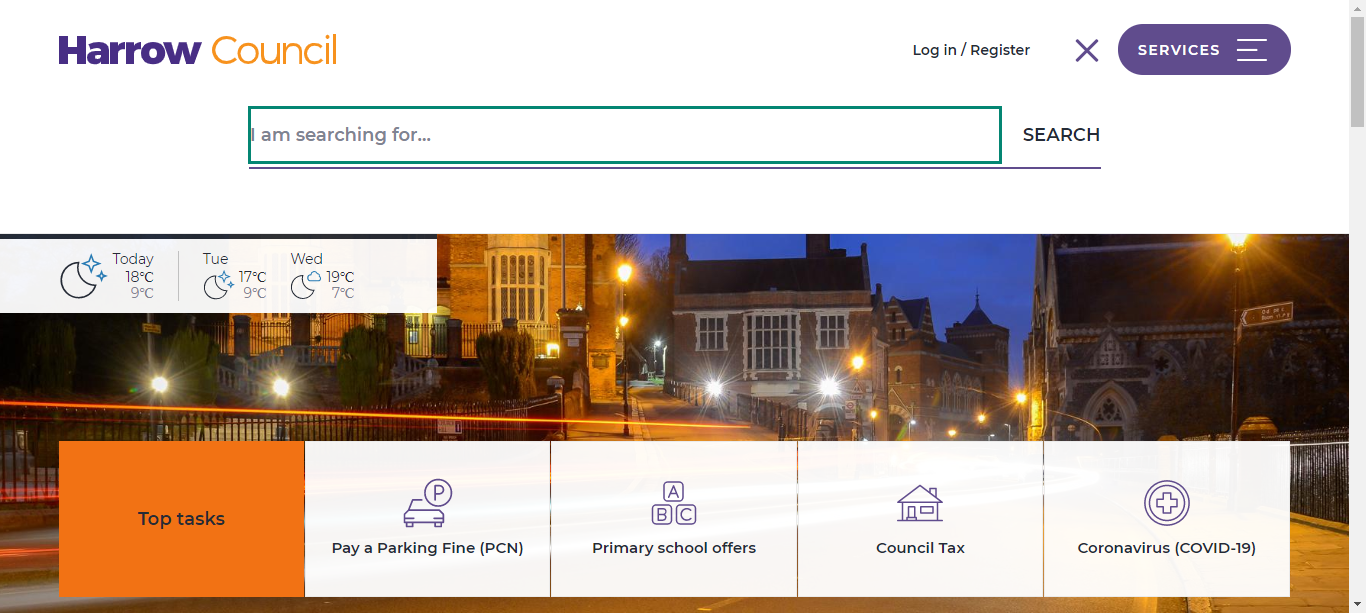 Harrow Council
Log in / Register
SERVICES
I am searching for...
SEARCH
Today
18°C
9°C
Tue
17°C
9°C
Wed
19°C
7°C
Top tasks
P
Pay a Parking Fine (PCN)
A
B C
Primary school offers
Council Tax
Coronavirus (COVID-19)